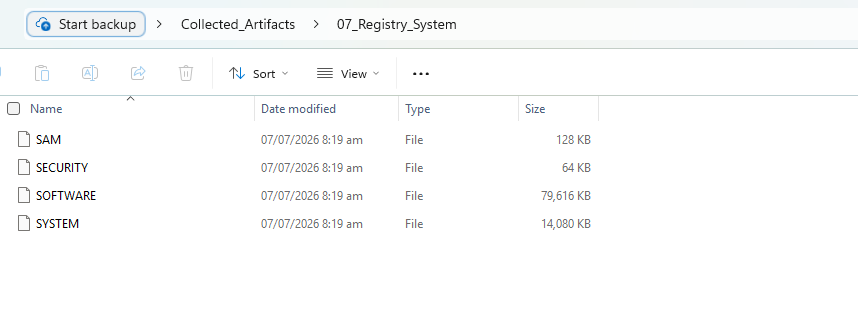 Start backup > Collected_Artifacts > 07_Registry_System
Sort View ...
Name Date modified Type Size
SAM 07/07/2026 8:19 am File 128 KB
SECURITY 07/07/2026 8:19 am File 64 KB
SOFTWARE 07/07/2026 8:19 am File 79,616 KB
SYSTEM 07/07/2026 8:19 am File 14,080 KB